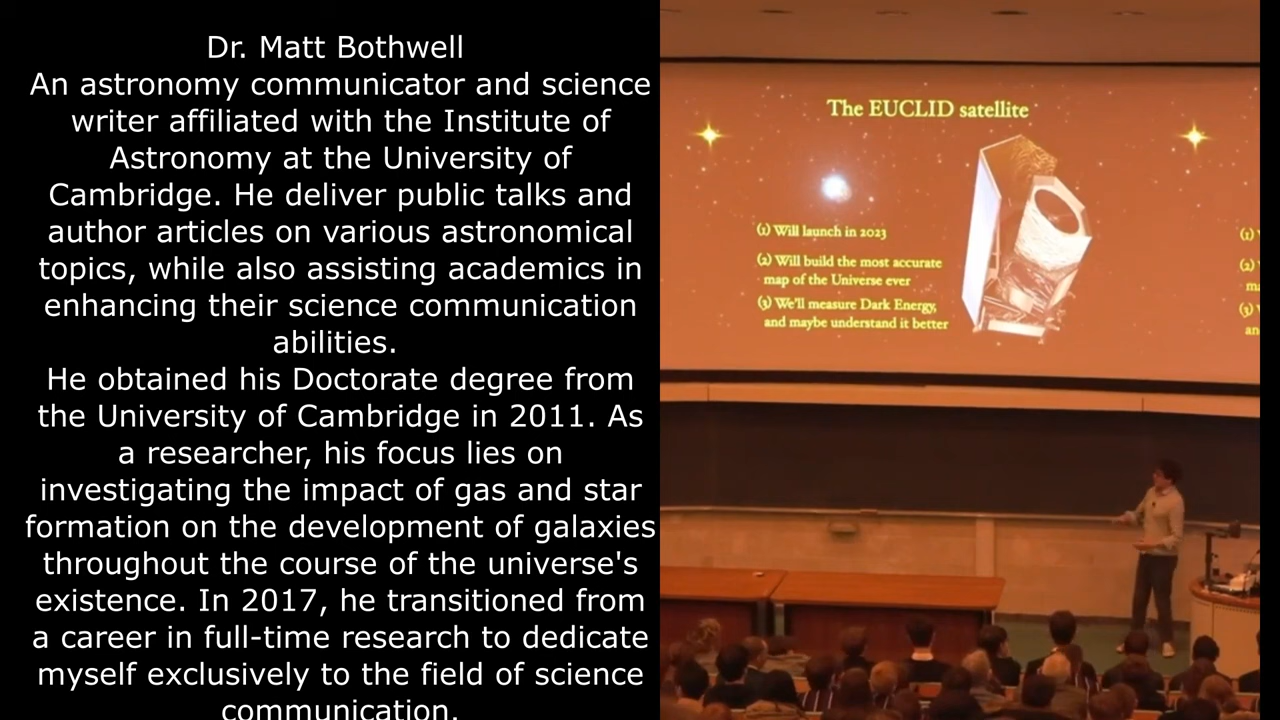 Dr. Matt Bothwell
An astronomy communicator and science
writer affiliated with the Institute of
Astronomy at the University of
Cambridge. He deliver public talks and
author articles on various astronomical
topics, while also assisting academics in
enhancing their science communication
abilities.
He obtained his Doctorate degree from
the University of Cambridge in 2011. As
a researcher, his focus lies on
investigating the impact of gas and star
formation on the development of galaxies
throughout the course of the universe's
existence. In 2017, he transitioned from
a career in full-time research to dedicate
myself exclusively to the field of science
communication.
The EUCLID satellite
(1) Will launch in 2023
(2) Will build the most accurate
map of the Universe ever
(3) We'll measure Dark Energy,
and maybe understand it better
(1)
(2)
(3)